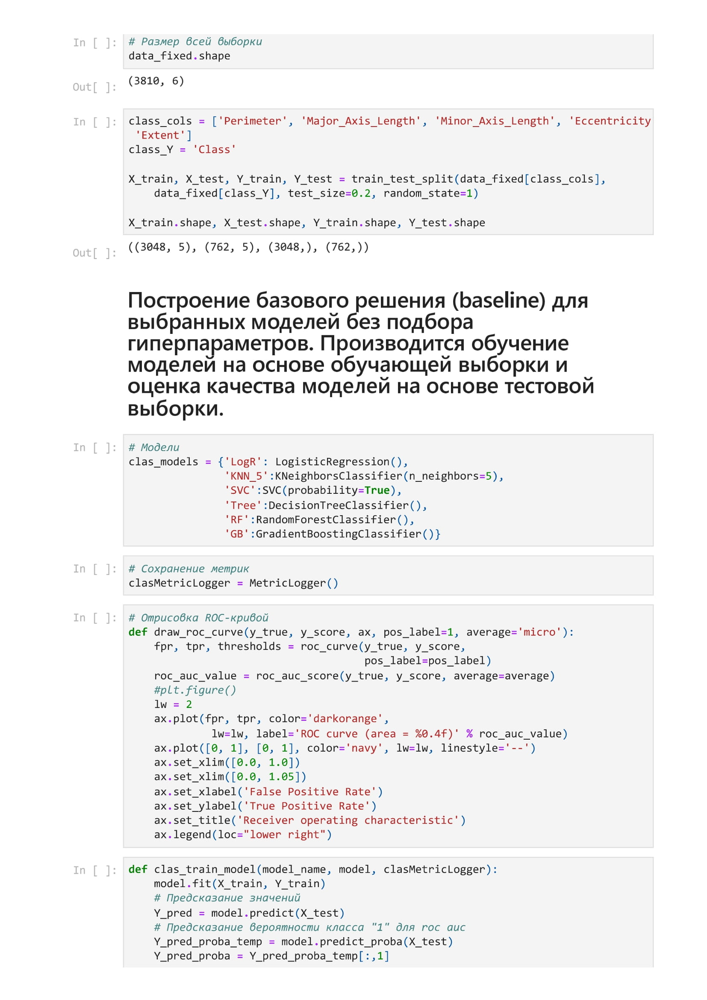 In [ ]: # Размер всей выборки
data_fixed.shape
Out[ ]: (3810, 6)
In [ ]: class_cols = ['Perimeter', 'Major_Axis_Length', 'Minor_Axis_Length', 'Eccentricity
 'Extent']
class_Y = 'Class'
X_train, X_test, Y_train, Y_test = train_test_split(data_fixed[class_cols],
    data_fixed[class_Y], test_size=0.2, random_state=1)
X_train.shape, X_test.shape, Y_train.shape, Y_test.shape
Out[ ]: ((3048, 5), (762, 5), (3048,), (762,))
Построение базового решения (baseline) для
выбранных моделей без подбора
гиперпараметров. Производится обучение
моделей на основе обучающей выборки и
оценка качества моделей на основе тестовой
выборки.
In [ ]: # Модели
clas_models = {'LogR': LogisticRegression(),
               'KNN_5':KNeighborsClassifier(n_neighbors=5),
               'SVC':SVC(probability=True),
               'Tree':DecisionTreeClassifier(),
               'RF':RandomForestClassifier(),
               'GB':GradientBoostingClassifier()}
In [ ]: # Сохранение метрик
clasMetricLogger = MetricLogger()
In [ ]: # Отрисовка ROC-кривой
def draw_roc_curve(y_true, y_score, ax, pos_label=1, average='micro'):
    fpr, tpr, thresholds = roc_curve(y_true, y_score,
                                     pos_label=pos_label)
    roc_auc_value = roc_auc_score(y_true, y_score, average=average)
    #plt.figure()
    lw = 2
    ax.plot(fpr, tpr, color='darkorange',
             lw=lw, label='ROC curve (area = %0.4f)' % roc_auc_value)
    ax.plot([0, 1], [0, 1], color='navy', lw=lw, linestyle='--')
    ax.set_xlim([0.0, 1.0])
    ax.set_xlim([0.0, 1.05])
    ax.set_xlabel('False Positive Rate')
    ax.set_ylabel('True Positive Rate')
    ax.set_title('Receiver operating characteristic')
    ax.legend(loc="lower right")
In [ ]: def clas_train_model(model_name, model, clasMetricLogger):
    model.fit(X_train, Y_train)
    # Предсказание значений
    Y_pred = model.predict(X_test)
    # Предсказание вероятности класса "1" для roc auc
    Y_pred_proba_temp = model.predict_proba(X_test)
    Y_pred_proba = Y_pred_proba_temp[:,1]